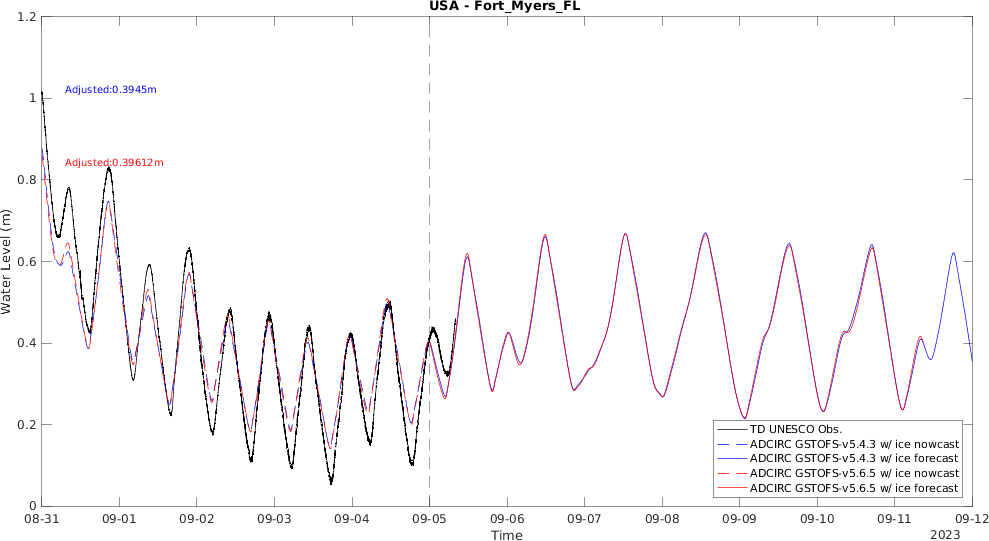 USA - Fort_Myers_FL
1.2
1
0.8
0.6
0.4
0.2
0
Water Level (m)
Adjusted:0.3945m
Adjusted:0.39612m
TD UNESCO Obs.
ADCIRC GSTOFS-v5.4.3 w/ ice nowcast
ADCIRC GSTOFS-v5.4.3 w/ ice forecast
ADCIRC GSTOFS-v5.6.5 w/ ice nowcast
ADCIRC GSTOFS-v5.6.5 w/ ice forecast
08-31 09-01 09-02 09-03 09-04 09-05 09-06 09-07 09-08 09-09 09-10 09-11 09-12
Time
2023